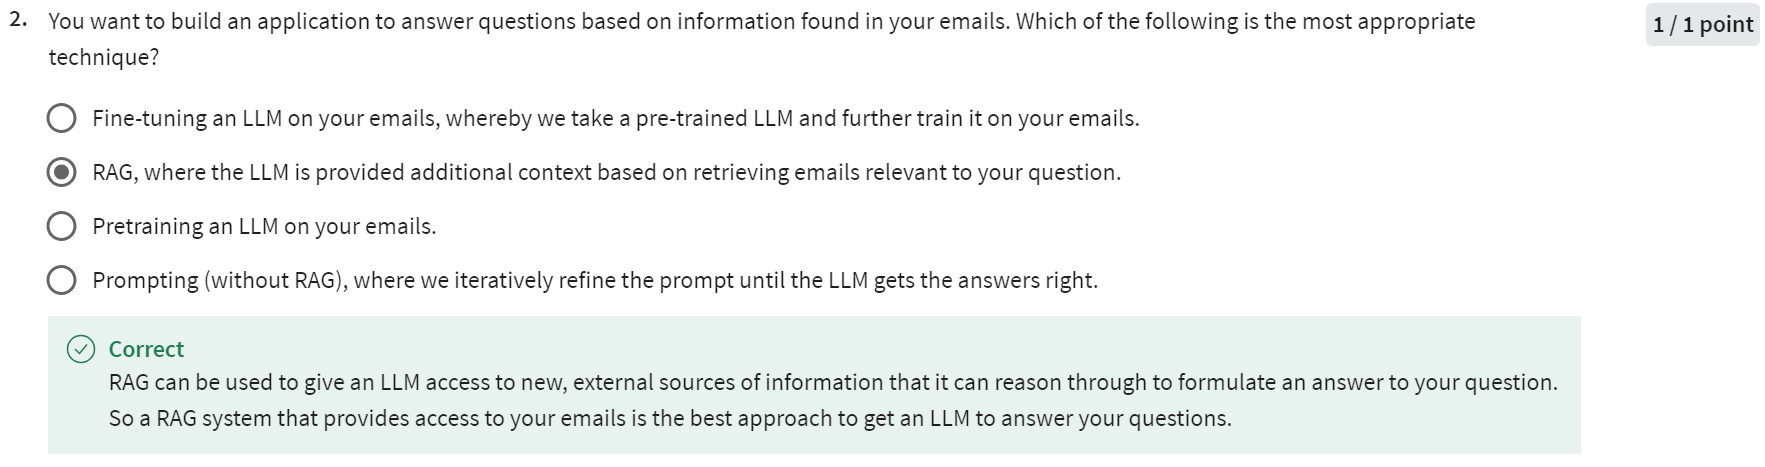 2. You want to build an application to answer questions based on information found in your emails. Which of the following is the most appropriate
technique?
1 / 1 point
Fine-tuning an LLM on your emails, whereby we take a pre-trained LLM and further train it on your emails.
RAG, where the LLM is provided additional context based on retrieving emails relevant to your question.
Pretraining an LLM on your emails.
Prompting (without RAG), where we iteratively refine the prompt until the LLM gets the answers right.
Correct
RAG can be used to give an LLM access to new, external sources of information that it can reason through to formulate an answer to your question.
So a RAG system that provides access to your emails is the best approach to get an LLM to answer your questions.